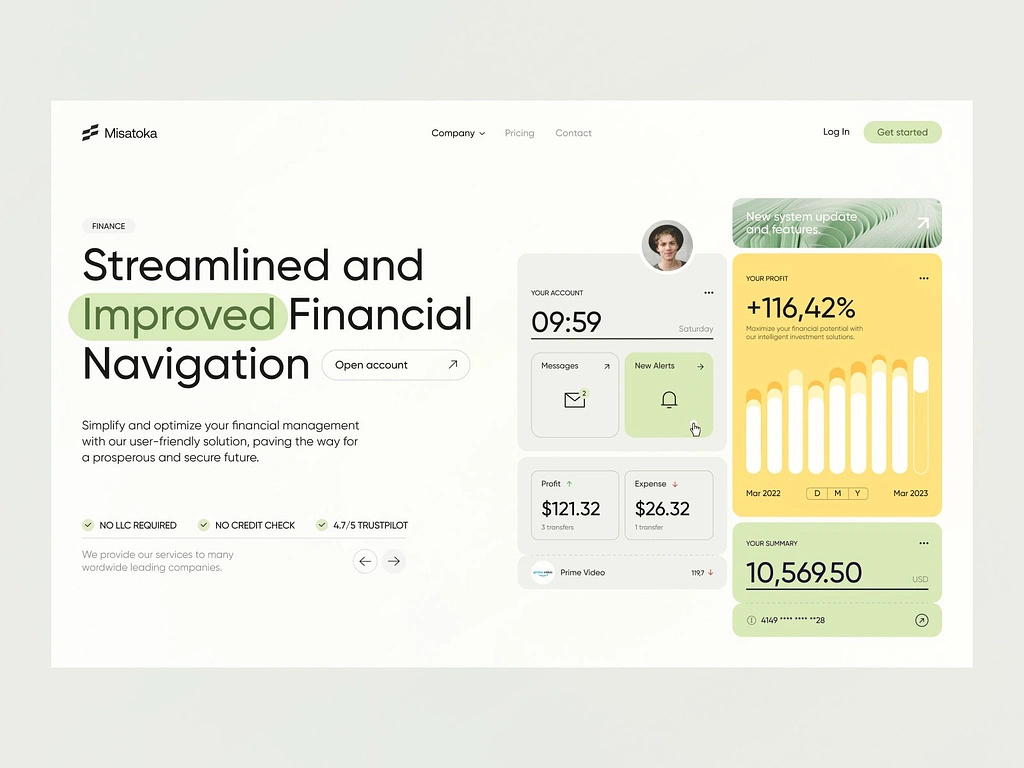 Misatoka
Company
Pricing
Contact
Log In
Get started
FINANCE
Streamlined and
Improved Financial
Navigation
Open account
Simplify and optimize your financial management
with our user-friendly solution, paving the way for
a prosperous and secure future.
NO LLC REQUIRED
NO CREDIT CHECK
4.7/5 TRUSTPILOT
We provide our services to many
wordwide leading companies.
YOUR ACCOUNT
09:59
Saturday
Messages
2
New Alerts
Profit
$121.32
3 transfers
Expense
$26.32
1 transfer
prime video
Prime Video
119,7
New system update
and features.
YOUR PROFIT
+116,42%
Maximize your financial potential with
our intelligent investment solutions.
Mar 2022
D M Y
Mar 2023
YOUR SUMMARY
10,569.50
USD
4149 **** **** **28